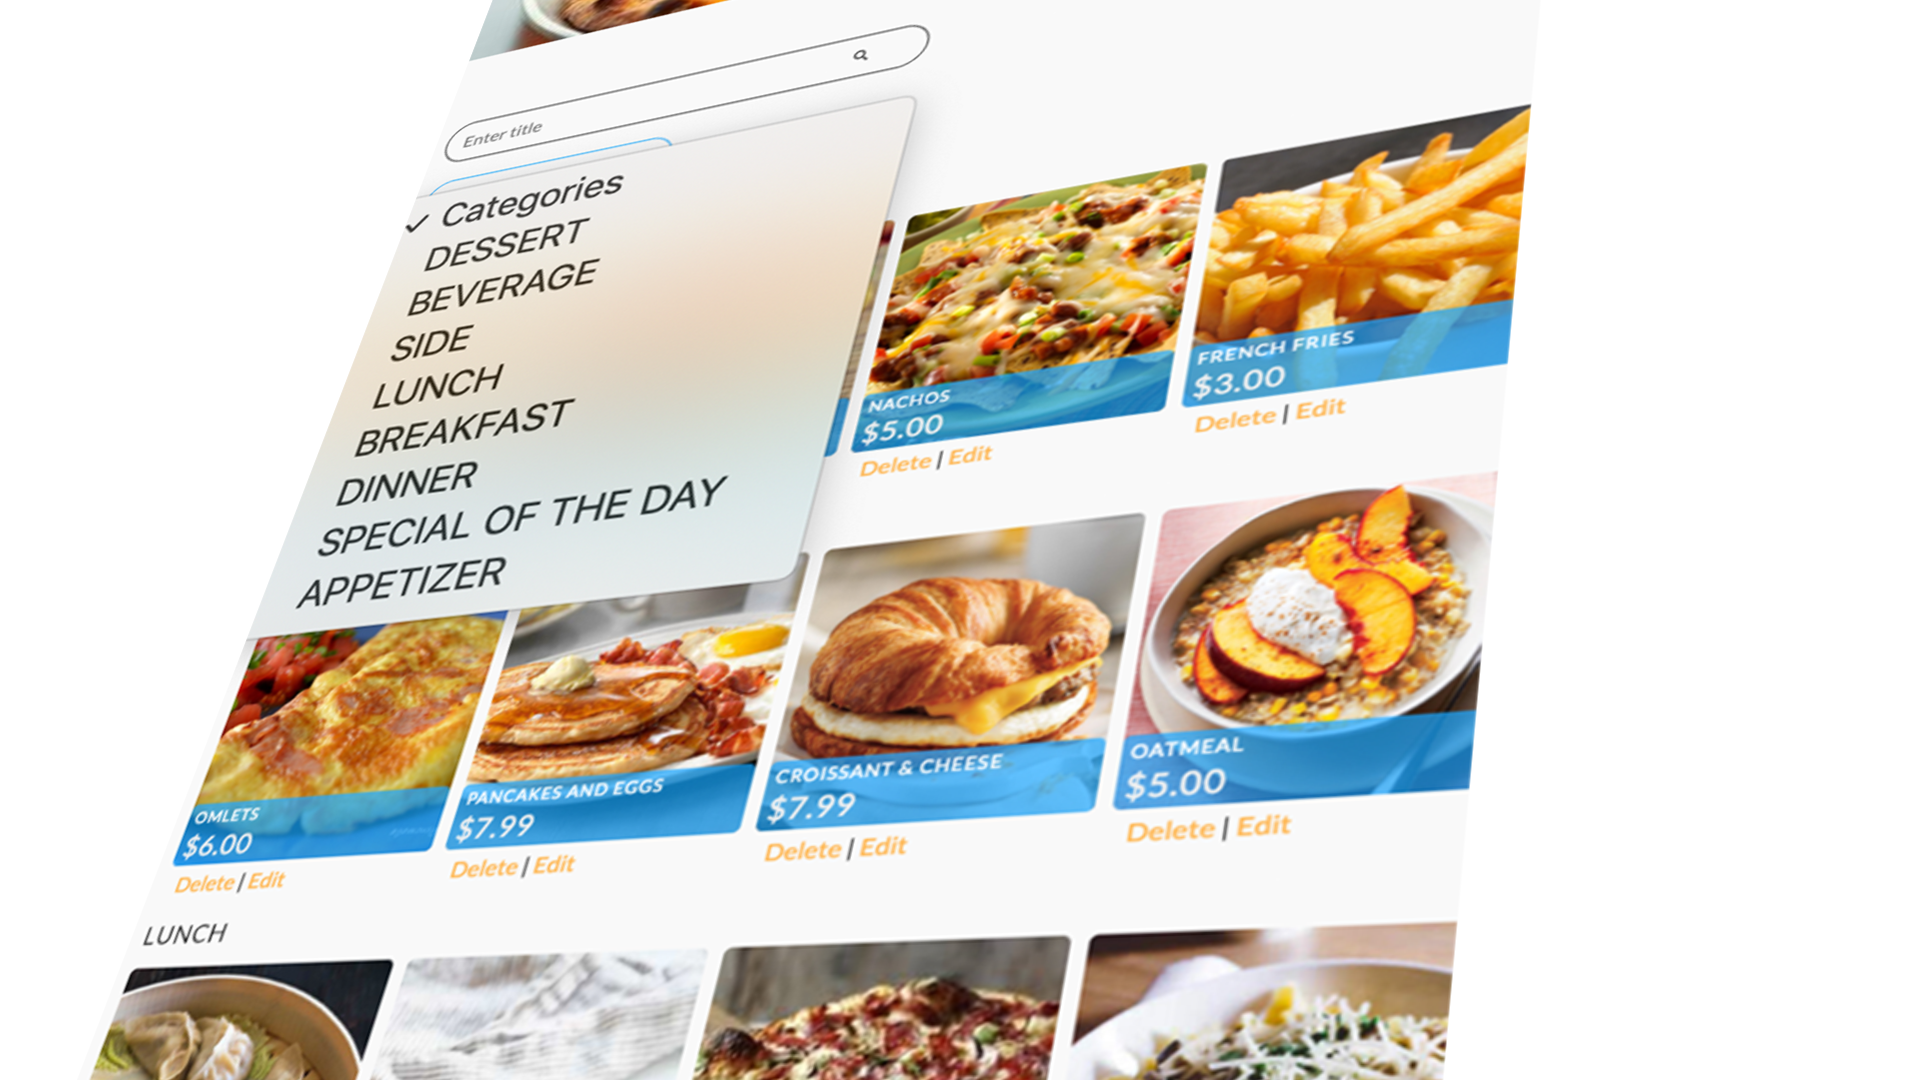 Enter title
✓ Categories
DESSERT
BEVERAGE
SIDE
LUNCH
BREAKFAST
DINNER
SPECIAL OF THE DAY
APPETIZER
NACHOS
$5.00
Delete | Edit
FRENCH FRIES
$3.00
Delete | Edit
OMLETS
$6.00
Delete | Edit
PANCAKES AND EGGS
$7.99
Delete | Edit
CROISSANT & CHEESE
$7.99
Delete | Edit
OATMEAL
$5.00
Delete | Edit
LUNCH